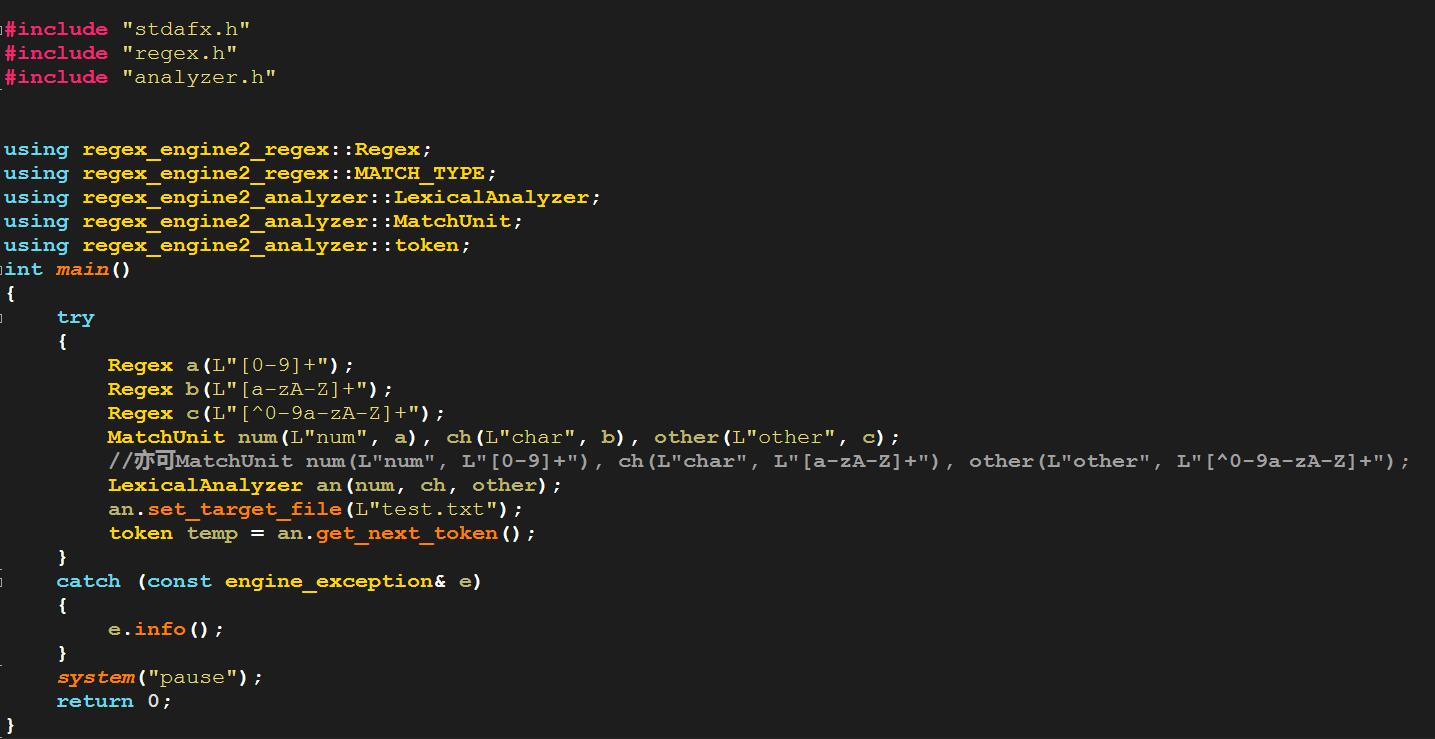 #include "stdafx.h"
#include "regex.h"
#include "analyzer.h"
using regex_engine2_regex::Regex;
using regex_engine2_regex::MATCH_TYPE;
using regex_engine2_analyzer::LexicalAnalyzer;
using regex_engine2_analyzer::MatchUnit;
using regex_engine2_analyzer::token;
int main()
{
try
{
Regex a(L"[0-9]+");
Regex b(L"[a-zA-Z]+");
Regex c(L"[^0-9a-zA-Z]+");
MatchUnit num(L"num", a), ch(L"char", b), other(L"other", c);
//亦可MatchUnit num(L"num", L"[0-9]+"), ch(L"char", L"[a-zA-Z]+"), other(L"other", L"[^0-9a-zA-Z]+");
LexicalAnalyzer an(num, ch, other);
an.set_target_file(L"test.txt");
token temp = an.get_next_token();
}
catch (const engine_exception& e)
{
e.info();
}
system("pause");
return 0;
}